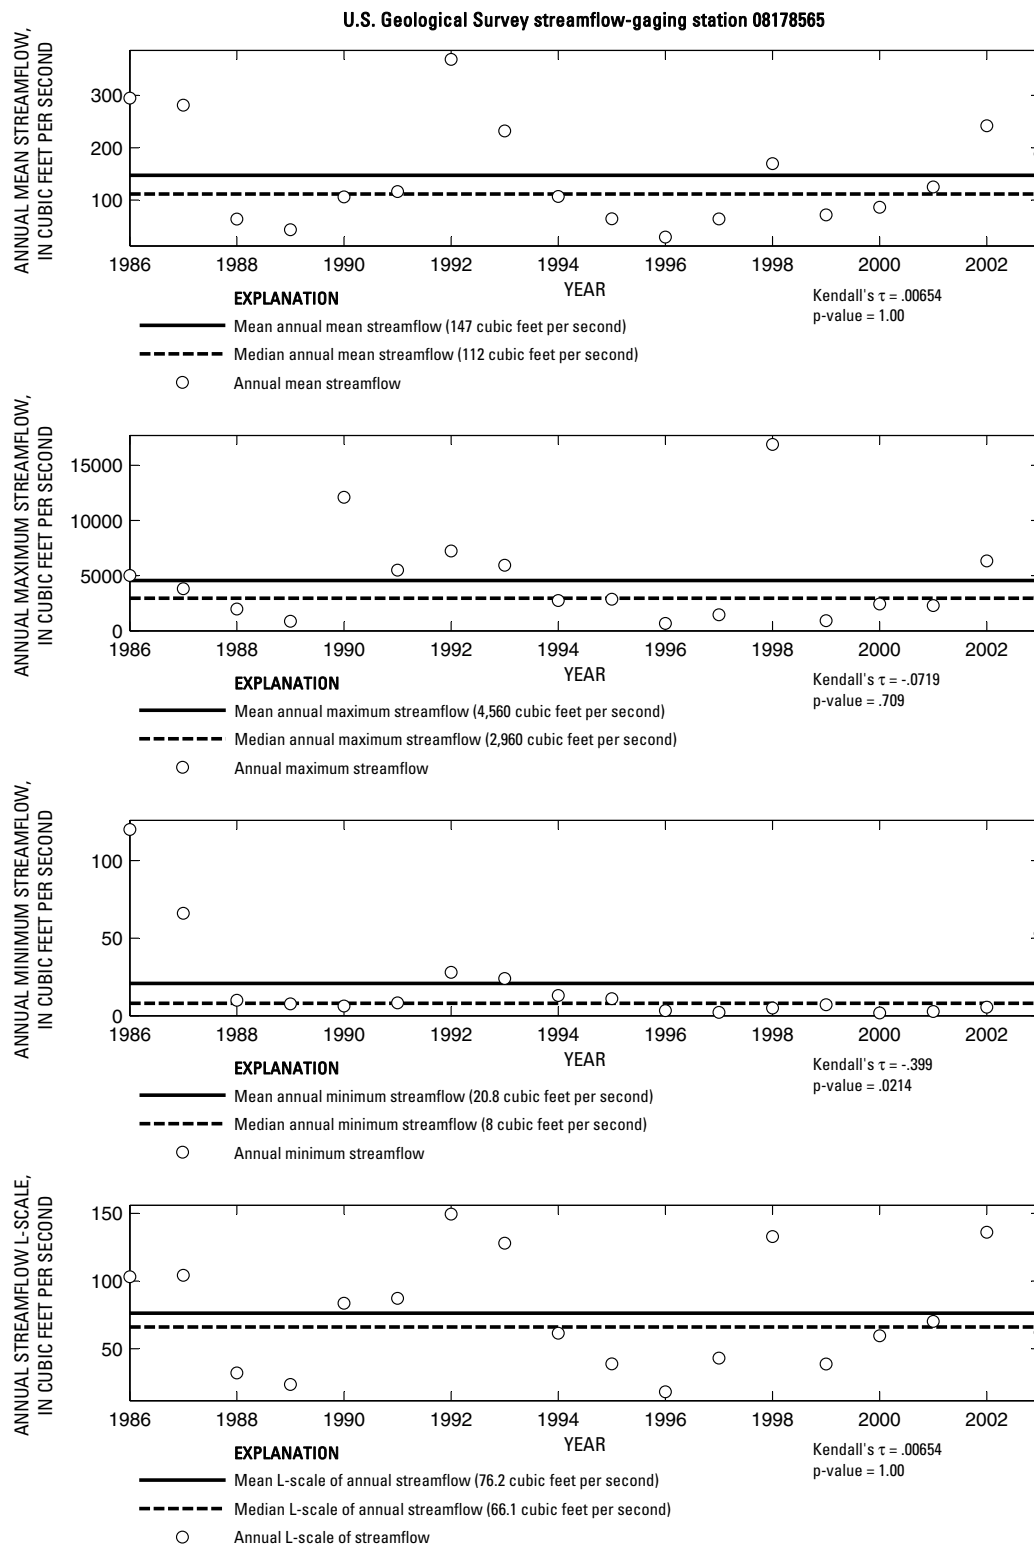 U.S. Geological Survey streamflow-gaging station 08178565
ANNUAL MEAN STREAMFLOW,
IN CUBIC FEET PER SECOND
300
200
100
1986 1988 1990 1992 1994 1996 1998 2000 2002
YEAR
EXPLANATION
Mean annual mean streamflow (147 cubic feet per second)
Median annual mean streamflow (112 cubic feet per second)
Annual mean streamflow
Kendall's τ = .00654
p-value = 1.00
ANNUAL MAXIMUM STREAMFLOW,
IN CUBIC FEET PER SECOND
15000
10000
5000
0
1986 1988 1990 1992 1994 1996 1998 2000 2002
YEAR
EXPLANATION
Mean annual maximum streamflow (4,560 cubic feet per second)
Median annual maximum streamflow (2,960 cubic feet per second)
Annual maximum streamflow
Kendall's τ = -.0719
p-value = .709
ANNUAL MINIMUM STREAMFLOW,
IN CUBIC FEET PER SECOND
100
50
0
1986 1988 1990 1992 1994 1996 1998 2000 2002
YEAR
EXPLANATION
Mean annual minimum streamflow (20.8 cubic feet per second)
Median annual minimum streamflow (8 cubic feet per second)
Annual minimum streamflow
Kendall's τ = -.399
p-value = .0214
ANNUAL STREAMFLOW L-SCALE,
IN CUBIC FEET PER SECOND
150
100
50
1986 1988 1990 1992 1994 1996 1998 2000 2002
YEAR
EXPLANATION
Mean L-scale of annual streamflow (76.2 cubic feet per second)
Median L-scale of annual streamflow (66.1 cubic feet per second)
Annual L-scale of streamflow
Kendall's τ = .00654
p-value = 1.00